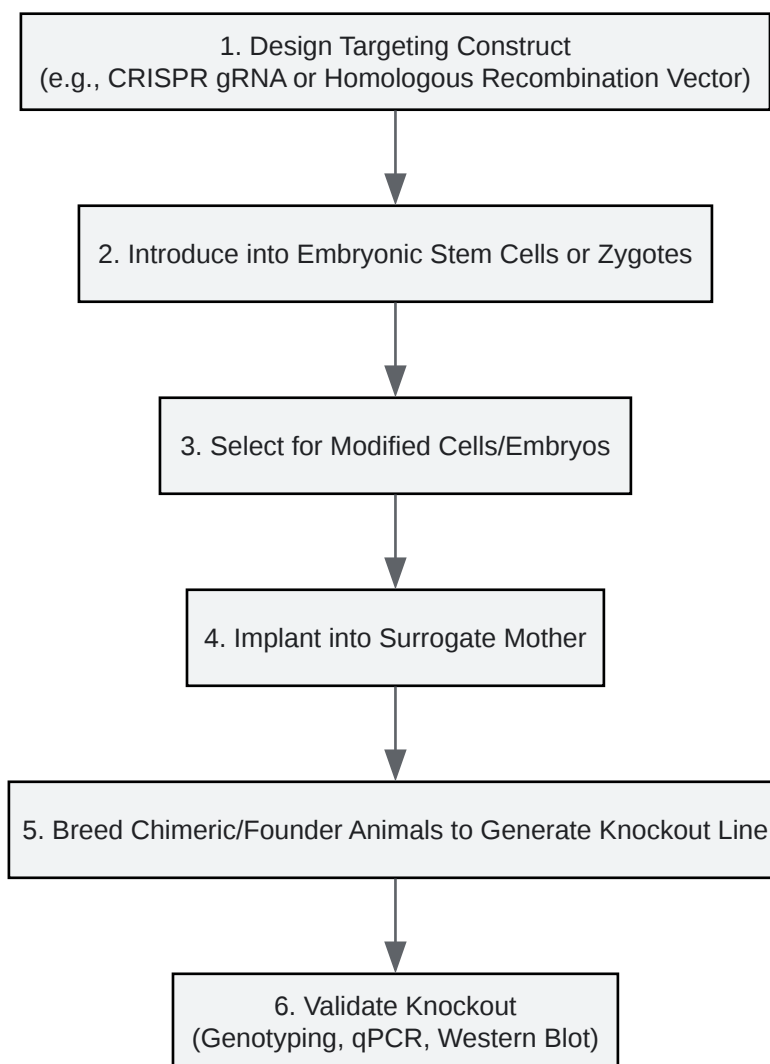 1. Design Targeting Construct
(e.g., CRISPR gRNA or Homologous Recombination Vector)
2. Introduce into Embryonic Stem Cells or Zygotes
3. Select for Modified Cells/Embryos
4. Implant into Surrogate Mother
5. Breed Chimeric/Founder Animals to Generate Knockout Line
6. Validate Knockout
(Genotyping, qPCR, Western Blot)